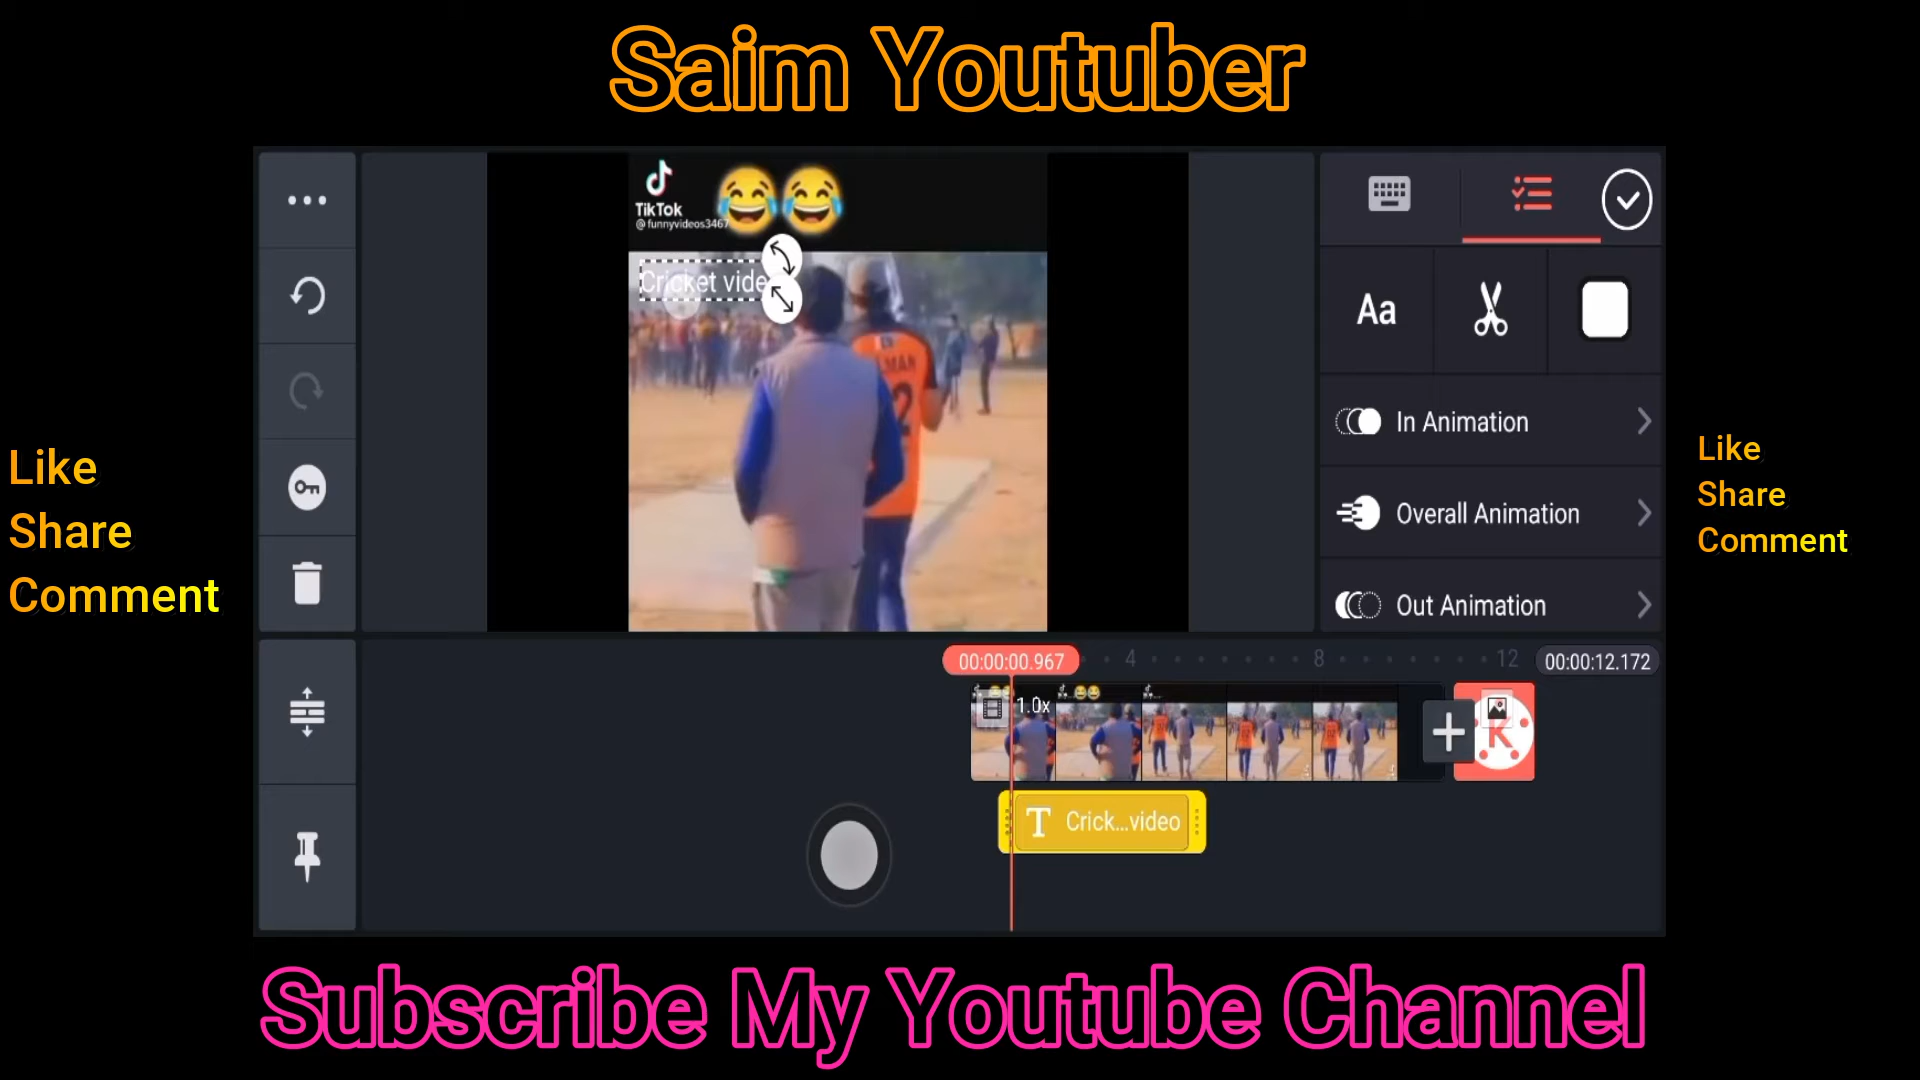 Saim Youtuber
TikTok
@funnyvideos3467
Cricket vide
MAN
2
Aa
In Animation
Overall Animation
Out Animation
Like
Share
Comment
Like
Share
Comment
00:00:00.967
4
8
12
00:00:12.172
1.0x
K
T Crick...video
Subscribe My Youtube Channel